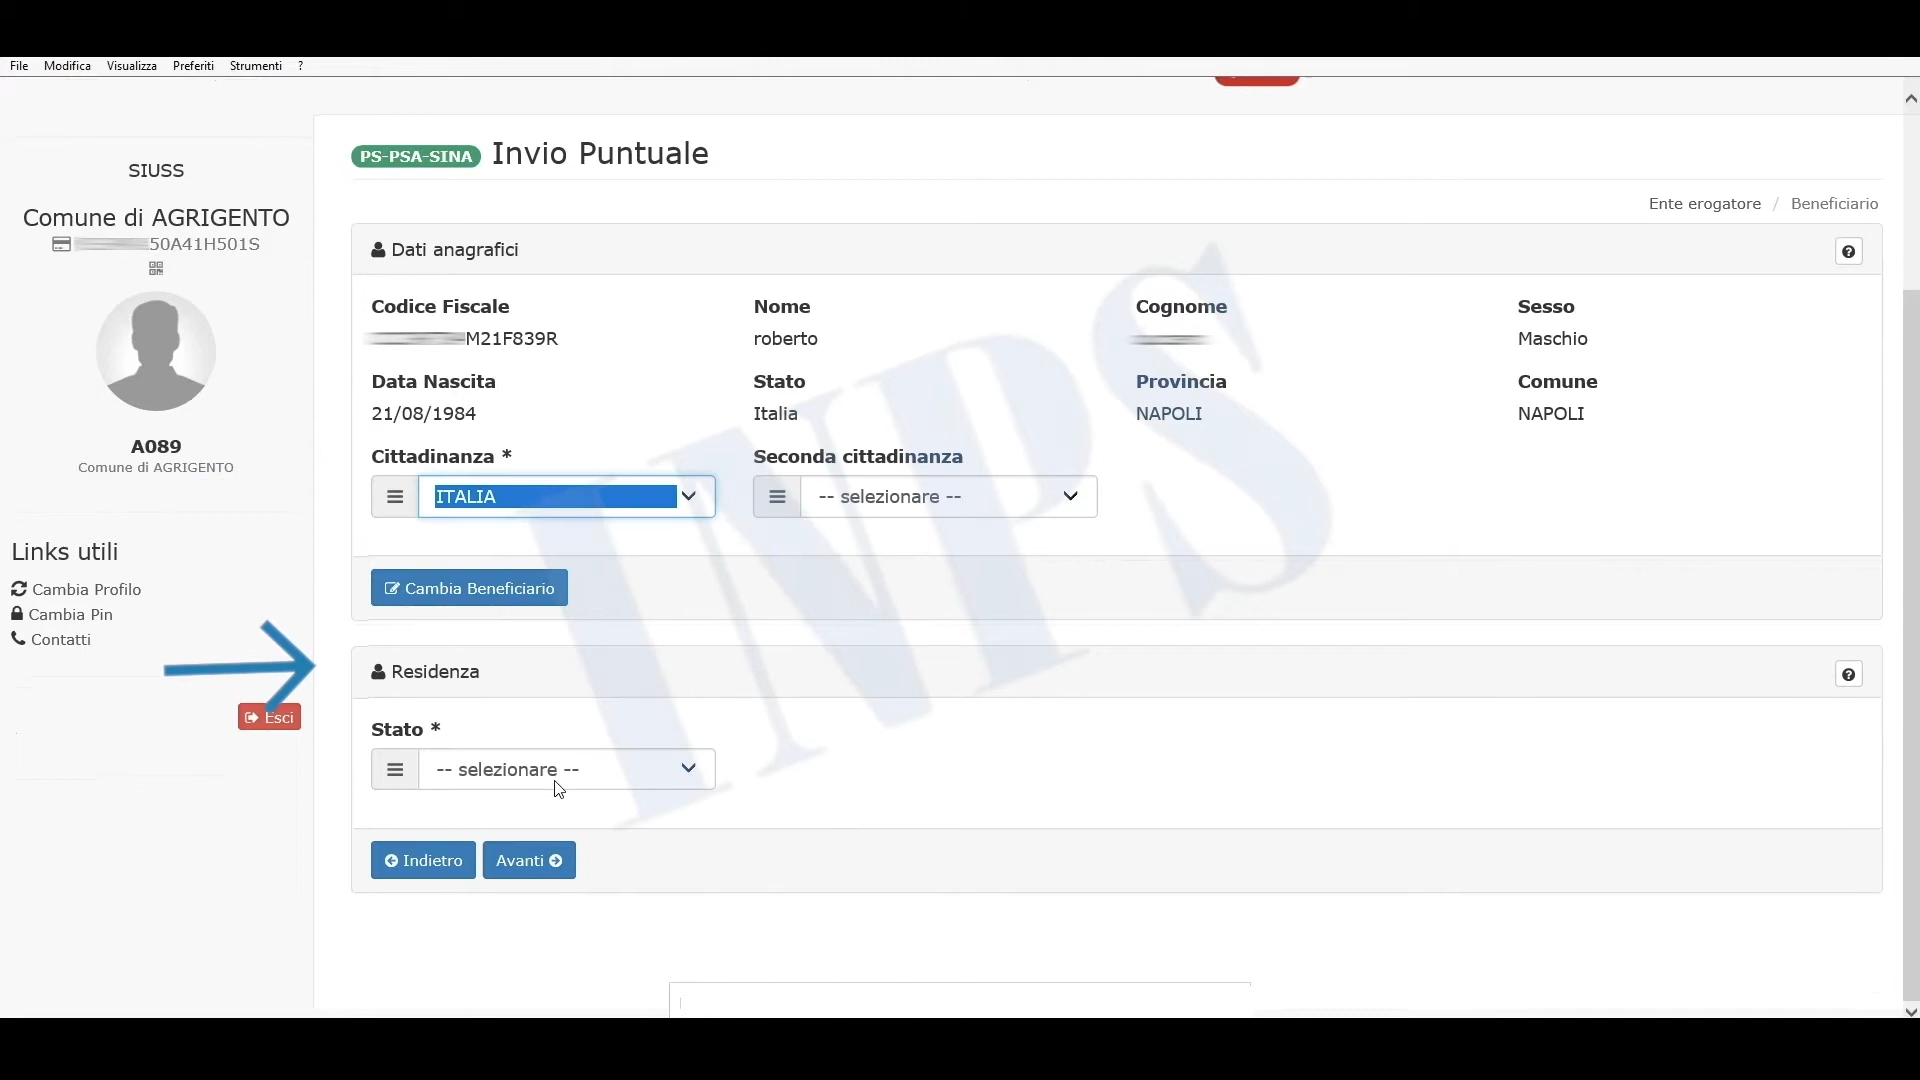 File Modifica Visualizza Preferiti Strumenti ?
SIUSS
Comune di AGRIGENTO
50A41H501S
A089
Comune di AGRIGENTO
Links utili
Cambia Profilo
Cambia Pin
Contatti
Esci
PS-PSA-SINA Invio Puntuale
Ente erogatore / Beneficiario
Dati anagrafici
Codice Fiscale Nome Cognome Sesso
M21F839R roberto Maschio
Data Nascita Stato Provincia Comune
21/08/1984 Italia NAPOLI NAPOLI
Cittadinanza * Seconda cittadinanza
ITALIA -- selezionare --
Cambia Beneficiario
Residenza
Stato *
-- selezionare --
Indietro Avanti
INPS